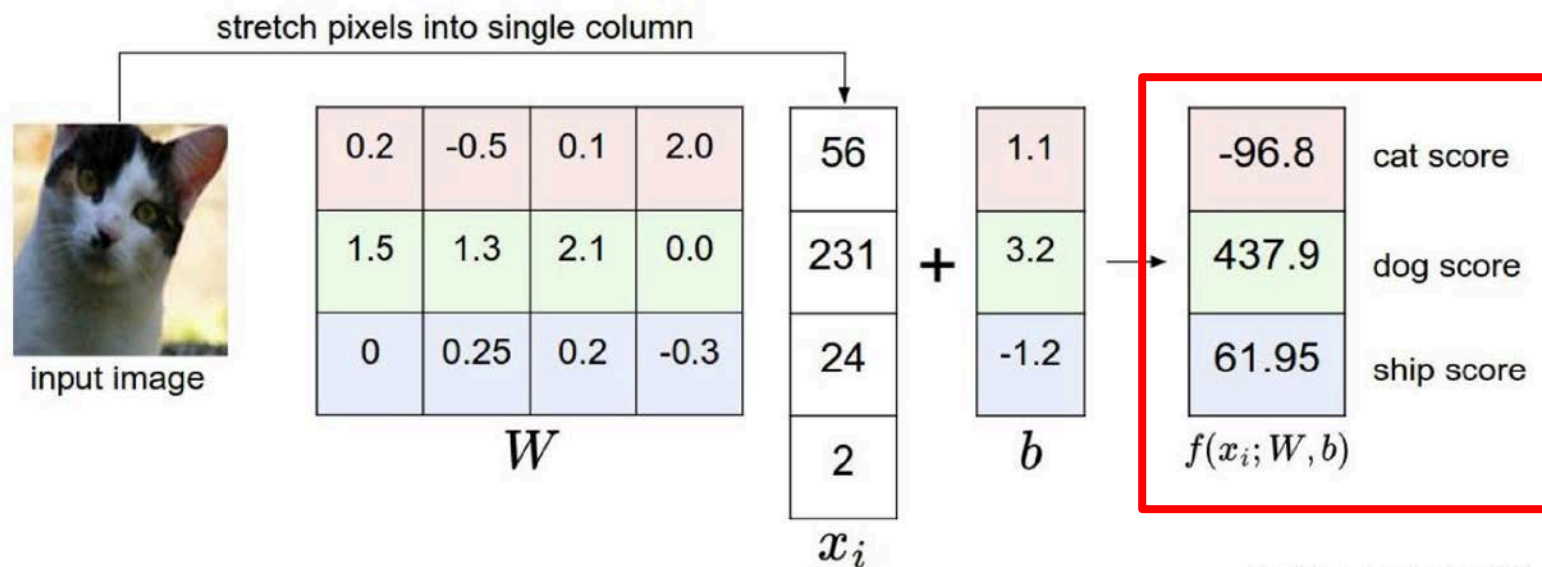 stretch pixels into single column
input image
0.2 -0.5 0.1 2.0
1.5 1.3 2.1 0.0
0 0.25 0.2 -0.3
W
56
231
24
2
x_i
+
1.1
3.2
-1.2
b
-96.8 cat score
437.9 dog score
61.95 ship score
f(x_i; W, b)